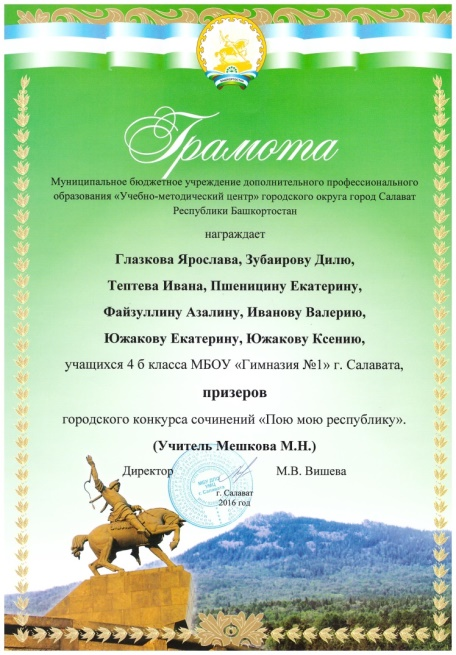 Грамота
Муниципальное бюджетное учреждение дополнительного профессионального
образования «Учебно-методический центр» городского округа город Салават
Республики Башкортостан
награждает
Глазкова Ярослава, Зубаирову Дилю,
Тептева Ивана, Пшеницину Екатерину,
Файзуллину Азалину, Иванову Валерию,
Южакову Екатерину, Южакову Ксению,
учащихся 4 б класса МБОУ «Гимназия №1» г. Салавата,
призеров
городского конкурса сочинений «Пою мою республику».
(Учитель Мешкова М.Н.)
Директор М.В. Вишева
г. Салават
2016 год